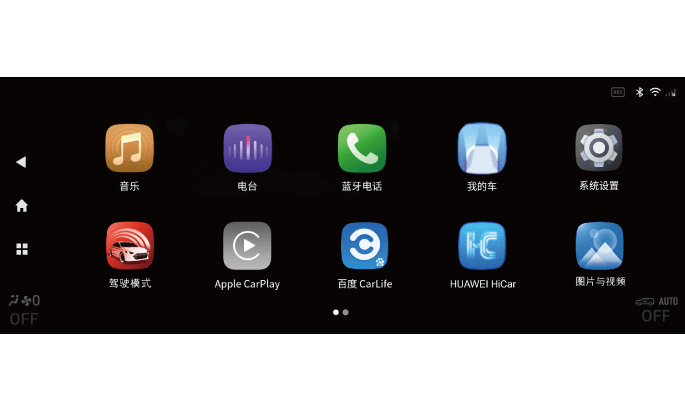 REC
音乐
电台
蓝牙电话
我的车
系统设置
驾驶模式
Apple CarPlay
百度 CarLife
HUAWEI HiCar
图片与视频
0
OFF
AUTO
OFF